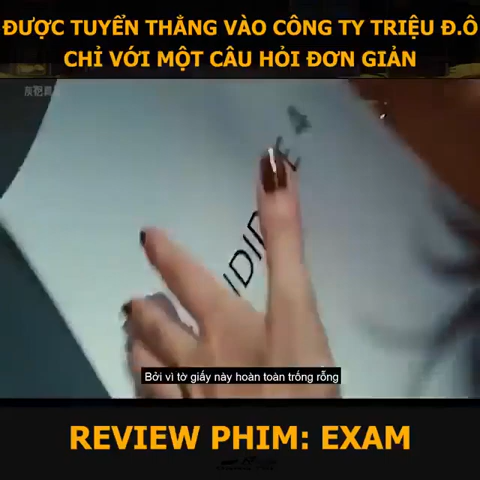 ĐƯỢC TUYỂN THẲNG VÀO CÔNG TY TRIỆU Đ.Ô
CHỈ VỚI MỘT CÂU HỎI ĐƠN GIẢN
Bởi vì tờ giấy này hoàn toàn trống rỗng
REVIEW PHIM: EXAM